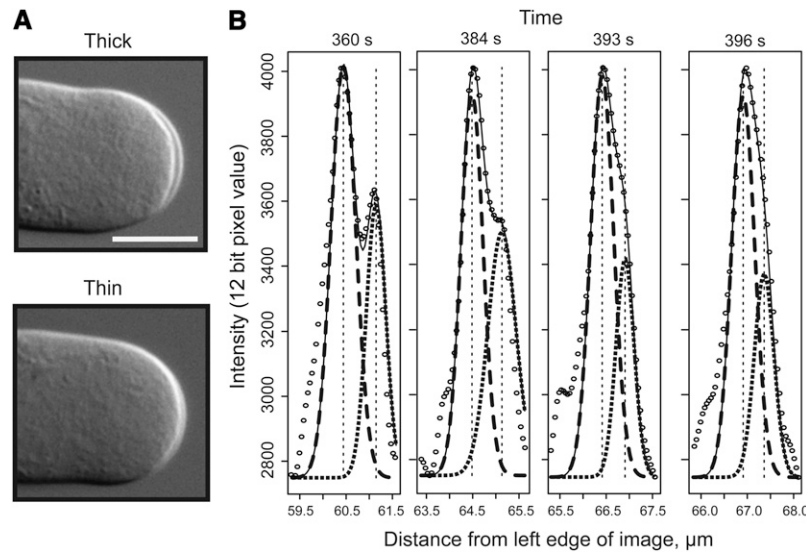 A
Thick
Thin
B
Time
360 s
384 s
393 s
396 s
Intensity (12 bit pixel value)
4000
3800
3600
3400
3200
3000
2800
59.5 60.5 61.5
63.5 64.5 65.5
65.5 66.5 67.5
66.0 67.0 68.0
Distance from left edge of image, µm